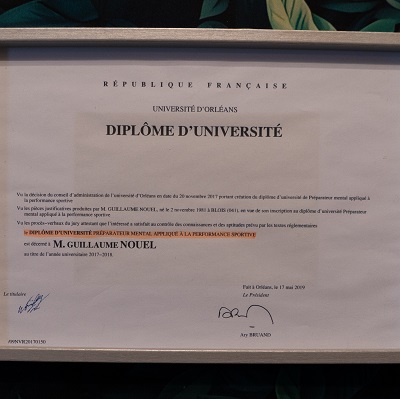 RÉPUBLIQUE FRANÇAISE
UNIVERSITÉ D'ORLÉANS
DIPLÔME D'UNIVERSITÉ
Vu la décision du conseil d'administration de l'université d'Orléans en date du 20 novembre 2017 portant création du diplôme d'université de Préparateur mental appliqué à
la performance sportive
Vu les pièces justificatives produites par M. GUILLAUME NOUEL, né le 2 novembre 1981 à BLOIS (041), en vue de son inscription au diplôme d'université Préparateur
mental appliqué à la performance sportive
Vu les procès-verbaux du jury attestant que l'intéressé a satisfait au contrôle des connaissances et des aptitudes prévu par les textes réglementaires
le DIPLÔME D'UNIVERSITÉ PRÉPARATEUR MENTAL APPLIQUÉ À LA PERFORMANCE SPORTIVE
est décerné à M. GUILLAUME NOUEL
au titre de l'année universitaire 2017-2018
Fait à Orléans, le 17 mai 2019
Le titulaire
Le Président
Ary BRUAND